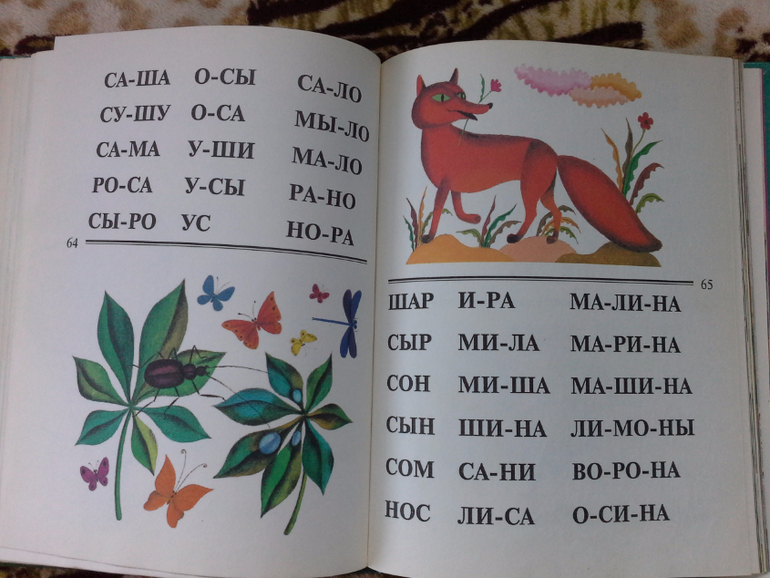 СА-ША О-СЫ СА-ЛО
СУ-ШУ О-СА МЫ-ЛО
СА-МА У-ШИ МА-ЛО
РО-СА У-СЫ РА-НО
СЫ-РО УС НО-РА
64
65
ШАР И-РА МА-ЛИ-НА
СЫР МИ-ЛА МА-РИ-НА
СОН МИ-ША МА-ШИ-НА
СЫН ШИ-НА ЛИ-МО-НЫ
СОМ СА-НИ ВО-РО-НА
НОС ЛИ-СА О-СИ-НА